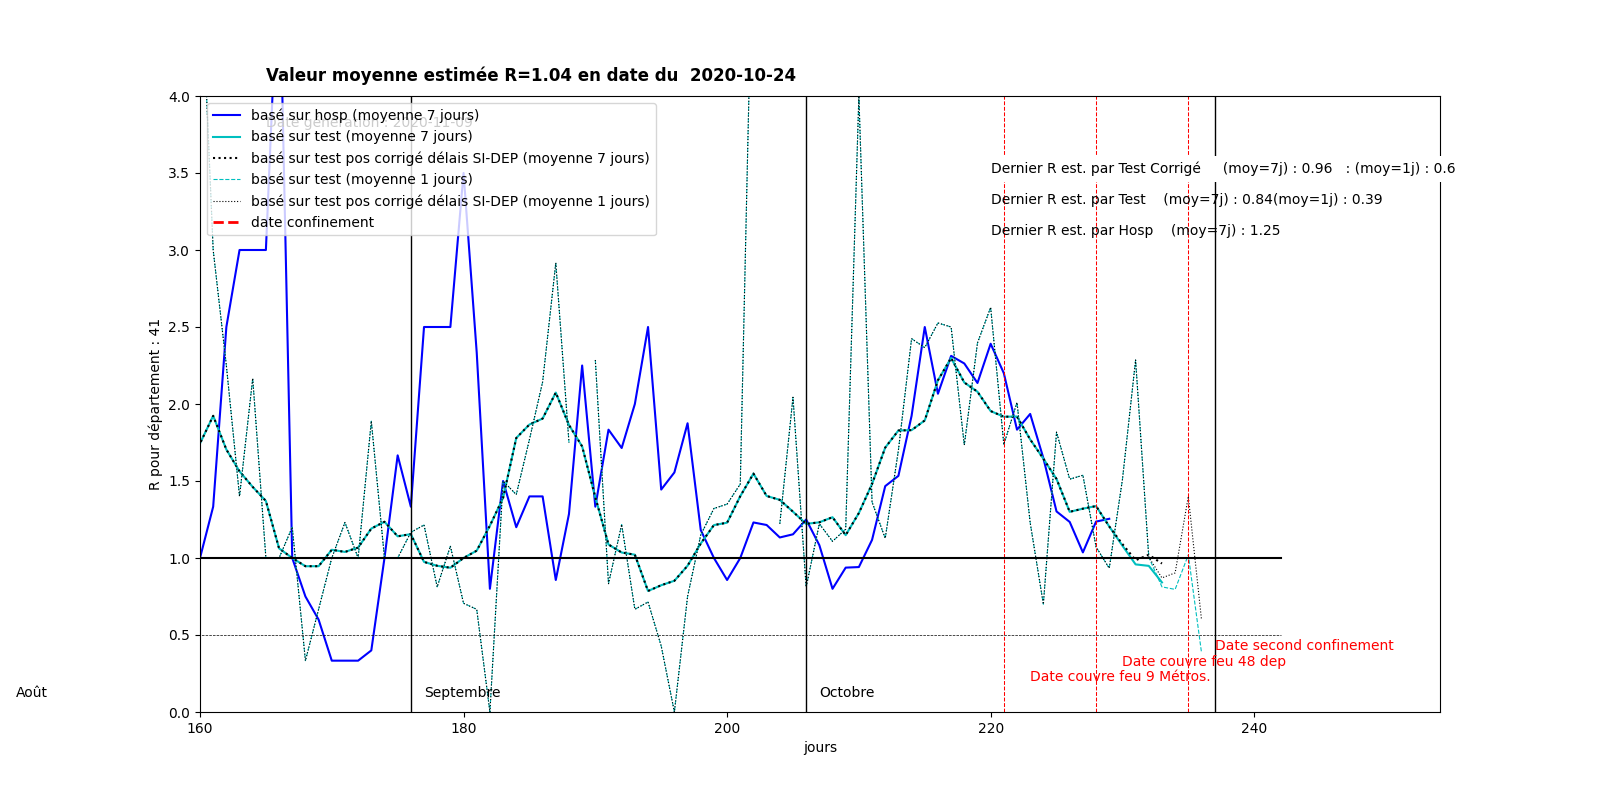 Valeur moyenne estimée R=1.04 en date du  2020-10-24
Date génération : 2020-11-09
basé sur hosp (moyenne 7 jours)
basé sur test (moyenne 7 jours)
basé sur test pos corrigé délais SI-DEP (moyenne 7 jours)
basé sur test (moyenne 1 jours)
basé sur test pos corrigé délais SI-DEP (moyenne 1 jours)
date confinement
Dernier R est. par Test Corrigé     (moy=7j) : 0.96   : (moy=1j) : 0.6
Dernier R est. par Test    (moy=7j) : 0.84(moy=1j) : 0.39
Dernier R est. par Hosp    (moy=7j) : 1.25
R pour département : 41
4.0
3.5
3.0
2.5
2.0
1.5
1.0
0.5
0.0
Date second confinement
Date couvre feu 48 dep
Date couvre feu 9 Métros.
Août
Septembre
Octobre
160
180
200
220
240
jours